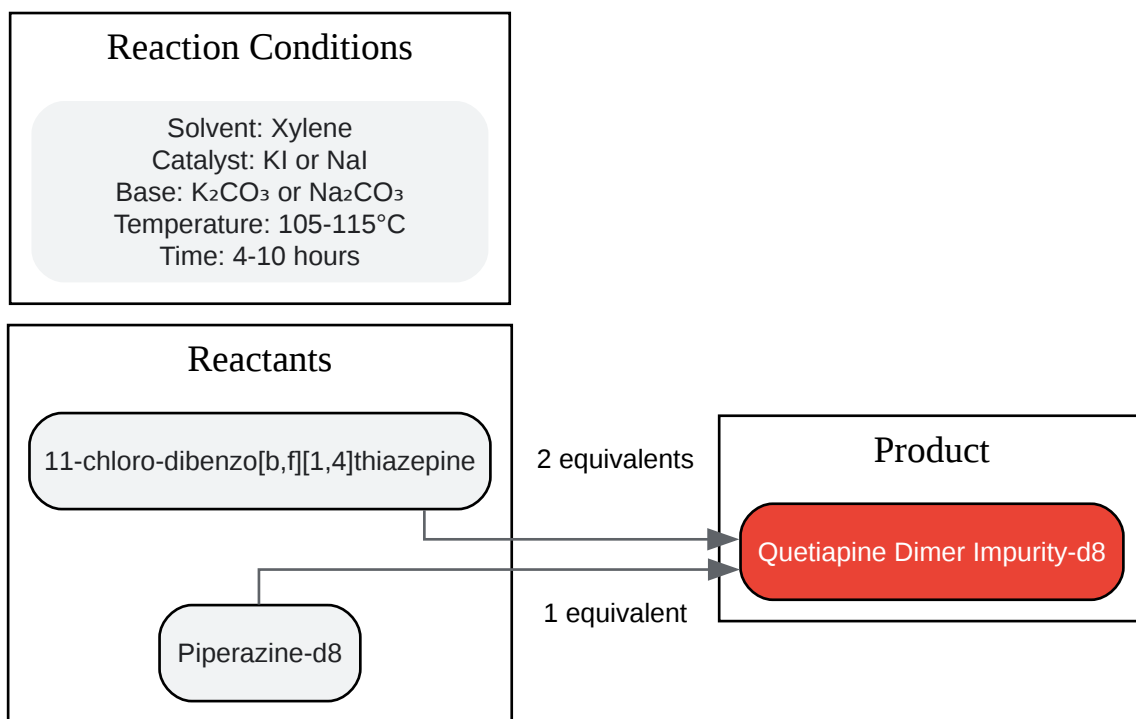 Reaction Conditions
Solvent: Xylene
Catalyst: KI or NaI
Base: K₂CO₃ or Na₂CO₃
Temperature: 105-115°C
Time: 4-10 hours
Reactants
11-chloro-dibenzo[b,f][1,4]thiazepine
Piperazine-d8
2 equivalents
1 equivalent
Product
Quetiapine Dimer Impurity-d8